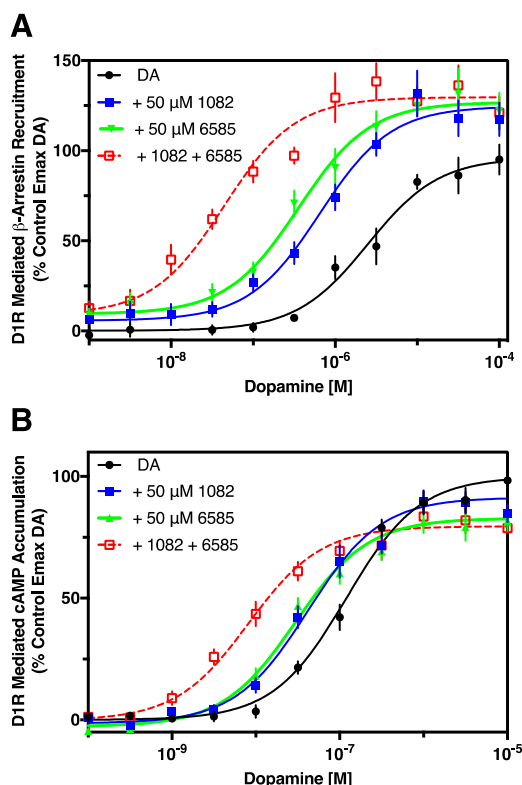 A
D1R Mediated β-Arrestin Recruitment
(% Control Emax DA)
150
100
50
0
DA
+ 50 µM 1082
+ 50 µM 6585
+ 1082 + 6585
10-8
10-6
10-4
Dopamine [M]
B
D1R Mediated cAMP Accumulation
(% Control Emax DA)
100
50
0
DA
+ 50 µM 1082
+ 50 µM 6585
+ 1082 + 6585
10-9
10-7
10-5
Dopamine [M]